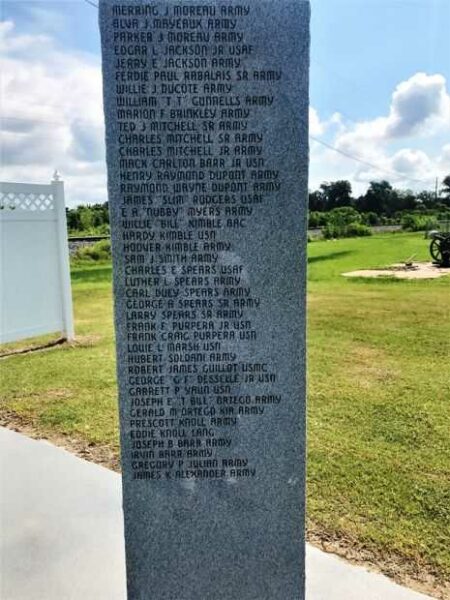 MERRING J MOREAU ARMY
ALVA J MAYEAUX ARMY
PARKER J MOREAU ARMY
EDGAR L JACKSON JR USAF
JERRY E JACKSON ARMY
FERDIE PAUL RABALAIS SR ARMY
WILLIE J DUCOTE ARMY
WILLIAM "T T" GUNNELLS ARMY
MARION F BRINKLEY ARMY
TED J MITCHELL SR ARMY
CHARLES MITCHELL SR ARMY
CHARLES MITCHELL JR ARMY
MACK CARLTON BARR JR USN
HENRY RAYMOND DUPONT ARMY
RAYMOND WAYNE DUPONT ARMY
JAMES "SLIM" RODGERS USAF
E A "NUBBY" MYERS ARMY
WILLIE "BILL" KIMBLE AAC
HARDY KIMBLE USN
HOOVER KIMBLE ARMY
SAM J SMITH ARMY
CHARLES E SPEARS USAF
LUTHER L SPEARS ARMY
CARL DUEY SPEARS ARMY
GEORGE A SPEARS SR ARMY
LARRY SPEARS SR ARMY
FRANK F PURPERA JR USN
FRANK CRAIG PURPERA USN
LOUIE L MARSH USN
HUBERT SOLDANI ARMY
ROBERT JAMES GUILLOT USMC
GEORGE "G F" DESSELLE JR USN
GARRETT P YAUN USN
JOSEPH E "T BILL" ORTEGO ARMY
GERALD M ORTEGO KIA ARMY
PRESCOTT KNOLL ARMY
EDDIE KNOLL LANG
JOSEPH B BARR ARMY
IRVIN BARR ARMY
GREGORY P JULIAN ARMY
JAMES K ALEXANDER ARMY